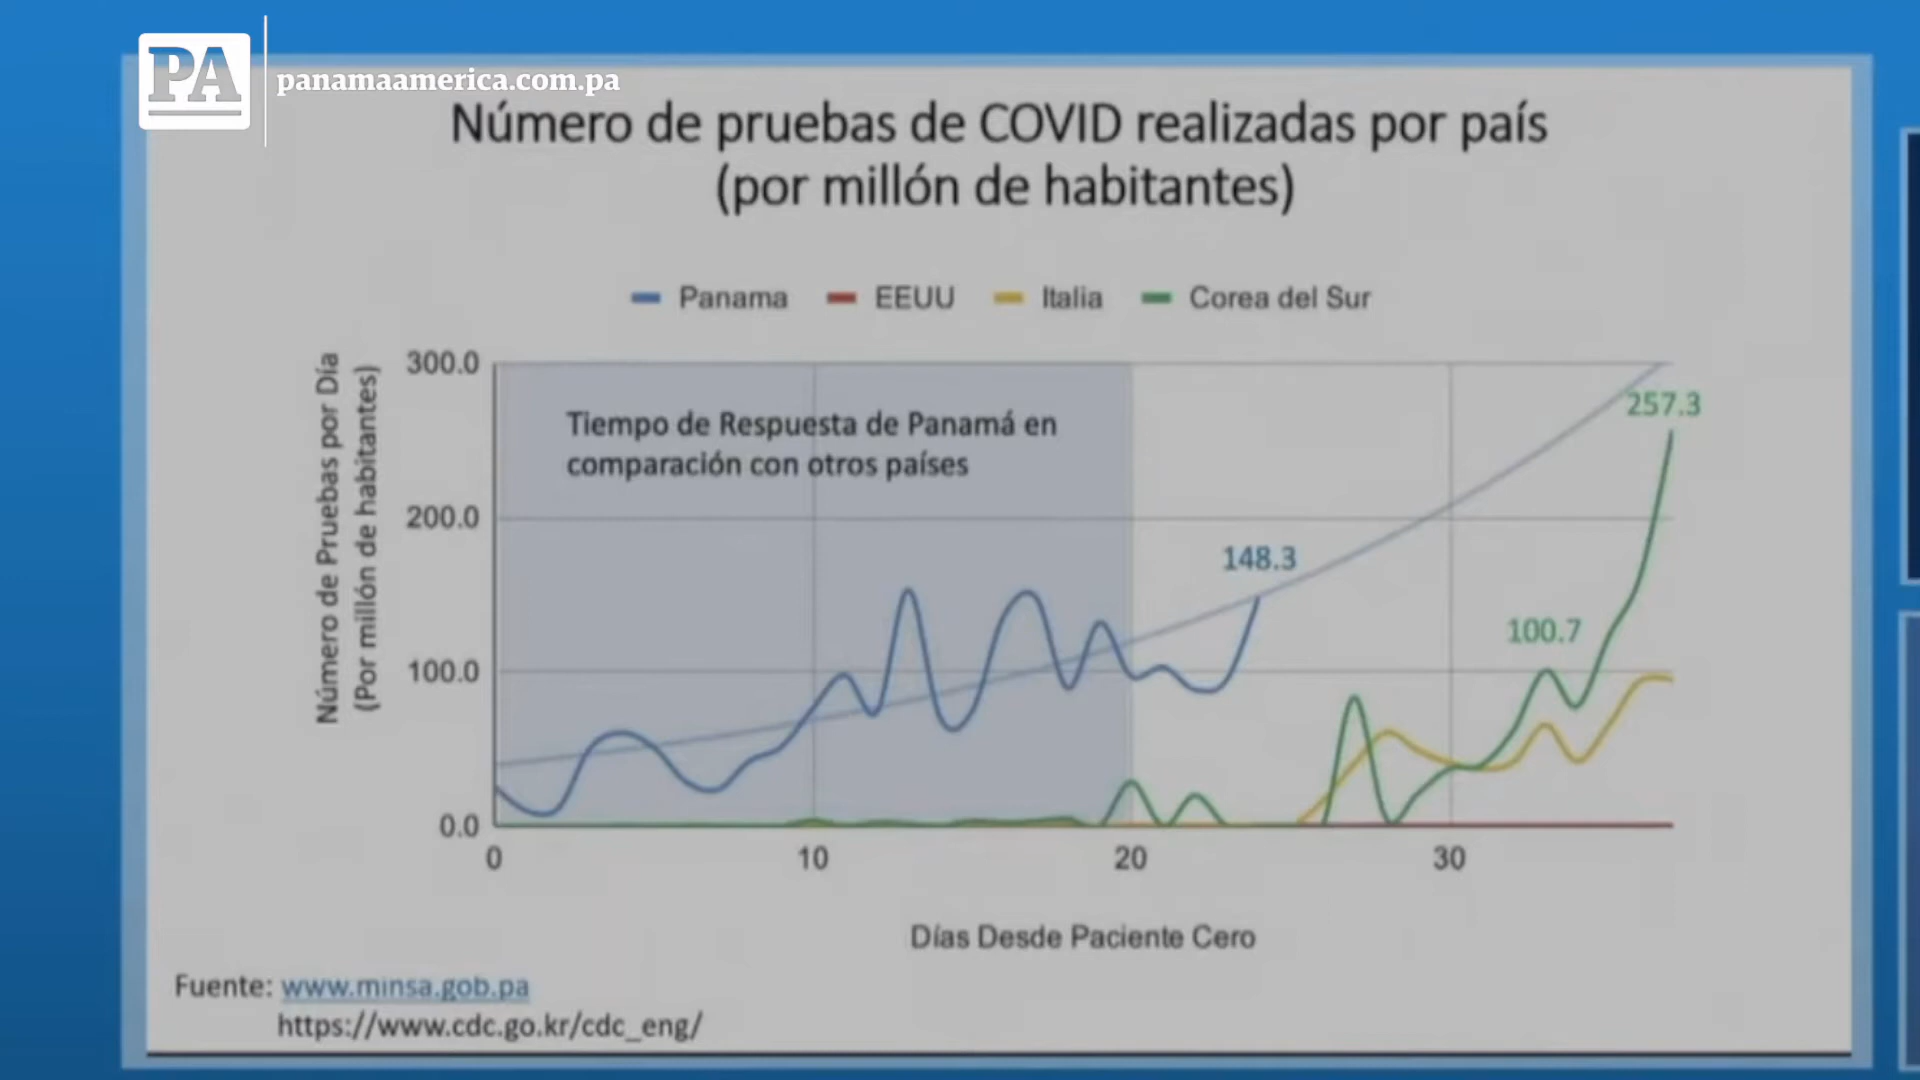 PA
panamaamerica.com.pa
Número de pruebas de COVID realizadas por país
(por millón de habitantes)
Panama
EEUU
Italia
Corea del Sur
Número de Pruebas por Día
(Por millón de habitantes)
300.0
200.0
100.0
0.0
Tiempo de Respuesta de Panamá en
comparación con otros países
148.3
257.3
100.7
0
10
20
30
Días Desde Paciente Cero
Fuente: www.minsa.gob.pa
https://www.cdc.go.kr/cdc_eng/